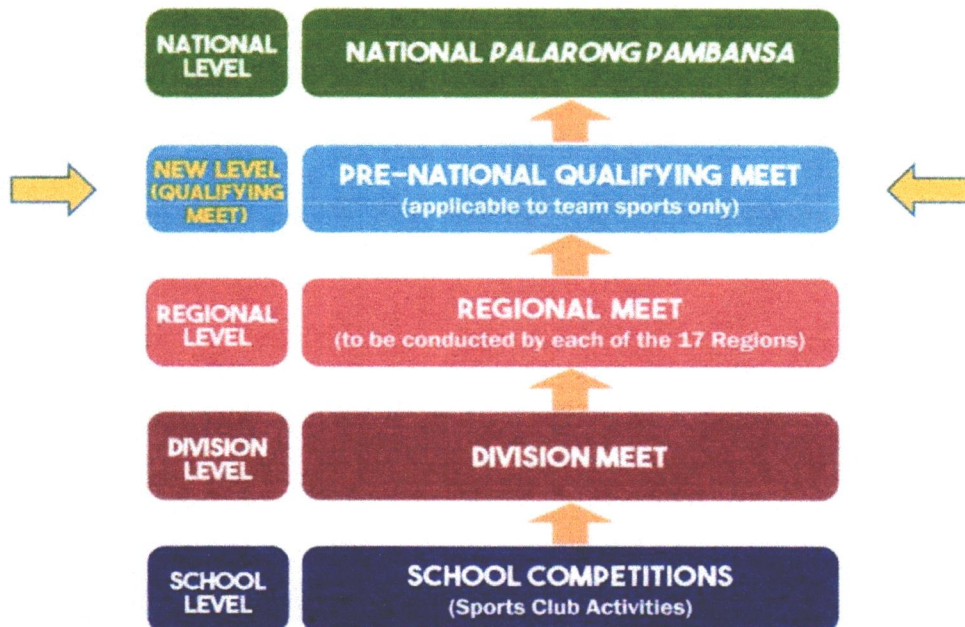 NATIONAL
LEVEL
NATIONAL PALARONG PAMBANSA
NEW LEVEL
(QUALIFYING
MEET)
PRE-NATIONAL QUALIFYING MEET
(applicable to team sports only)
REGIONAL
LEVEL
REGIONAL MEET
(to be conducted by each of the 17 Regions)
DIVISION
LEVEL
DIVISION MEET
SCHOOL
LEVEL
SCHOOL COMPETITIONS
(Sports Club Activities)